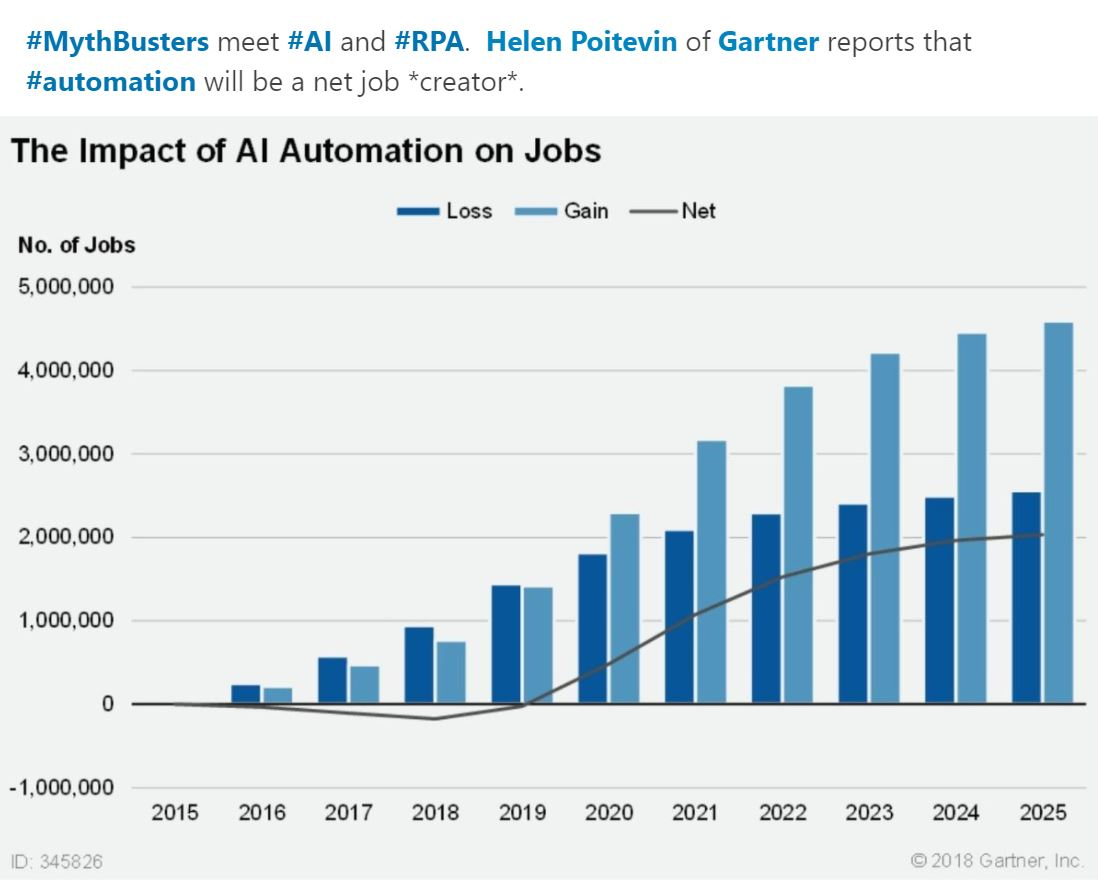 #MythBusters meet #AI and #RPA. Helen Poitevin of Gartner reports that
#automation will be a net job *creator*.
The Impact of AI Automation on Jobs
Loss Gain Net
No. of Jobs
5,000,000
4,000,000
3,000,000
2,000,000
1,000,000
0
-1,000,000
2015 2016 2017 2018 2019 2020 2021 2022 2023 2024 2025
ID: 345826 © 2018 Gartner, Inc.